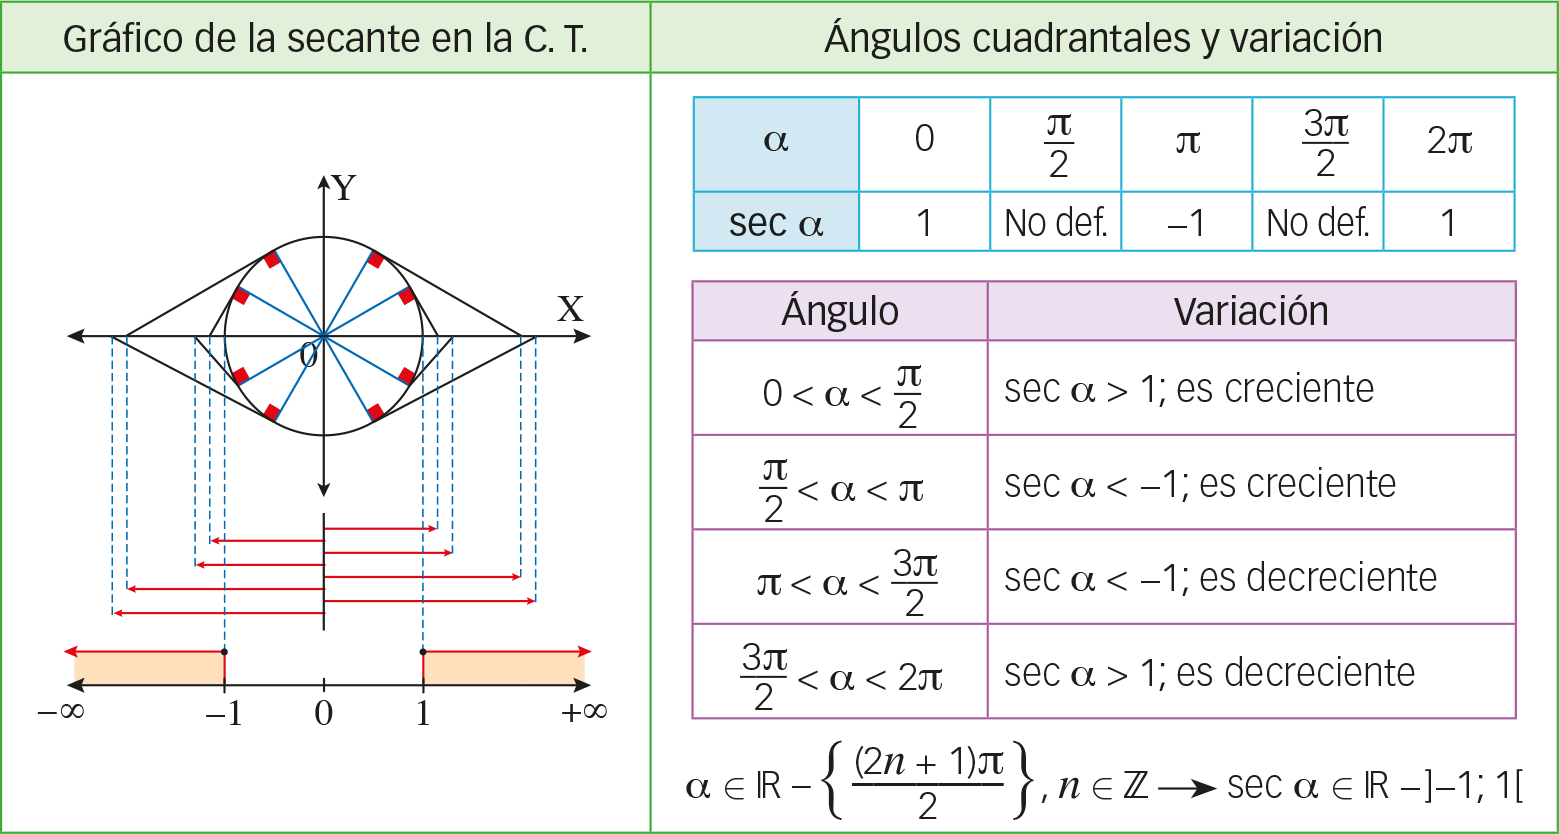 Gráfico de la secante en la C. T.
Y
X
0
–∞ –1 0 1 +∞
Ángulos cuadrantales y variación
α 0 π/2 π 3π/2 2π
sec α 1 No def. –1 No def. 1
Ángulo Variación
0 < α < π/2 sec α > 1; es creciente
π/2 < α < π sec α < –1; es creciente
π < α < 3π/2 sec α < –1; es decreciente
3π/2 < α < 2π sec α > 1; es decreciente
α ∈ ℝ – {(2n + 1)π/2}, n ∈ ℤ ⟶ sec α ∈ ℝ –]–1; 1[